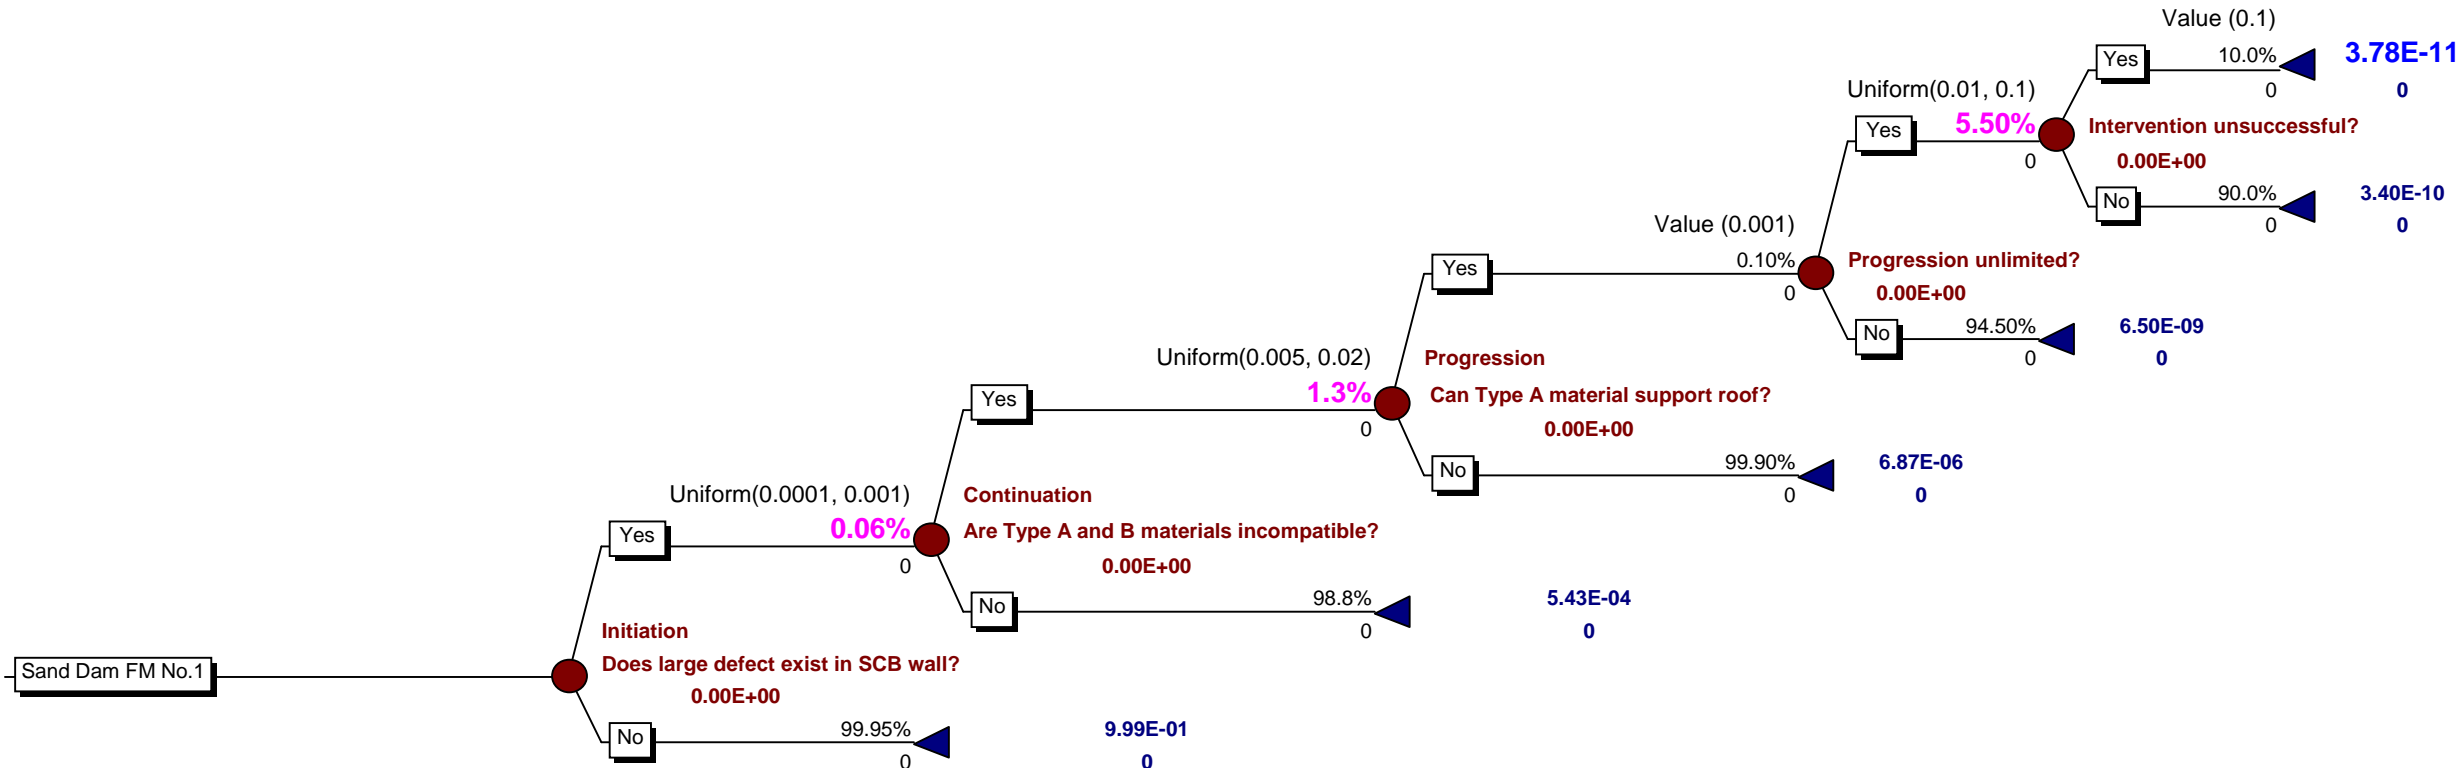 Value (0.1)
Yes
10.0%
0
3.78E-11
0
Uniform(0.01, 0.1)
Yes
5.50%
0
Intervention unsuccessful?
0.00E+00
No
90.0%
0
3.40E-10
0
Value (0.001)
Yes
0.10%
0
Progression unlimited?
0.00E+00
No
94.50%
0
6.50E-09
0
Uniform(0.005, 0.02)
Yes
1.3%
0
Progression
Can Type A material support roof?
0.00E+00
No
99.90%
0
6.87E-06
0
Uniform(0.0001, 0.001)
Yes
0.06%
0
Continuation
Are Type A and B materials incompatible?
0.00E+00
No
98.8%
0
5.43E-04
0
Sand Dam FM No.1
Initiation
Does large defect exist in SCB wall?
0.00E+00
No
99.95%
0
9.99E-01
0